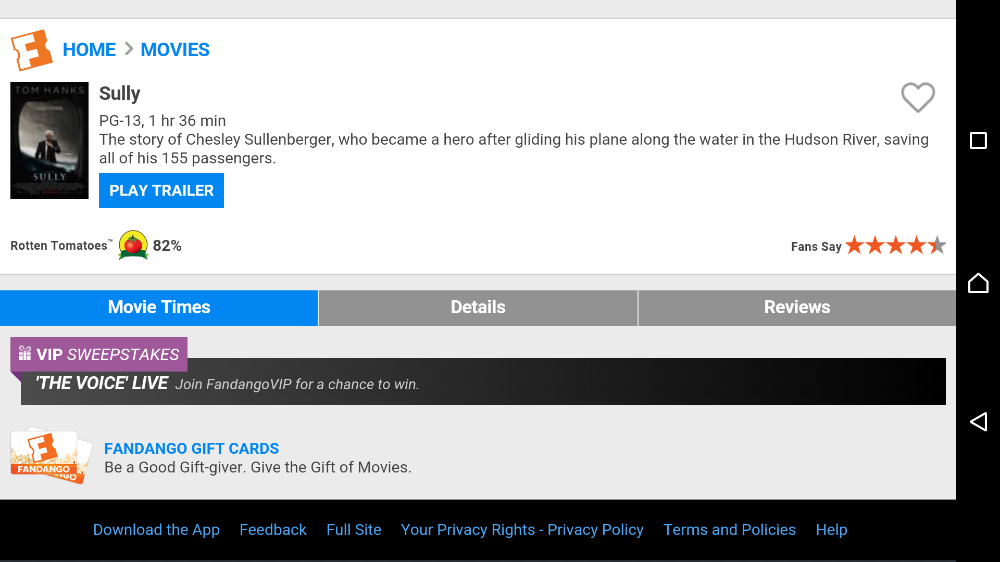 HOME > MOVIES
TOM HANKS
SULLY
Sully
PG-13, 1 hr 36 min
The story of Chesley Sullenberger, who became a hero after gliding his plane along the water in the Hudson River, saving
all of his 155 passengers.
PLAY TRAILER
Rotten Tomatoes™ 82%
Fans Say
Movie Times
Details
Reviews
VIP SWEEPSTAKES
'THE VOICE' LIVE Join FandangoVIP for a chance to win.
FANDANGO
FANDANGO GIFT CARDS
Be a Good Gift-giver. Give the Gift of Movies.
Download the App Feedback Full Site Your Privacy Rights - Privacy Policy Terms and Policies Help